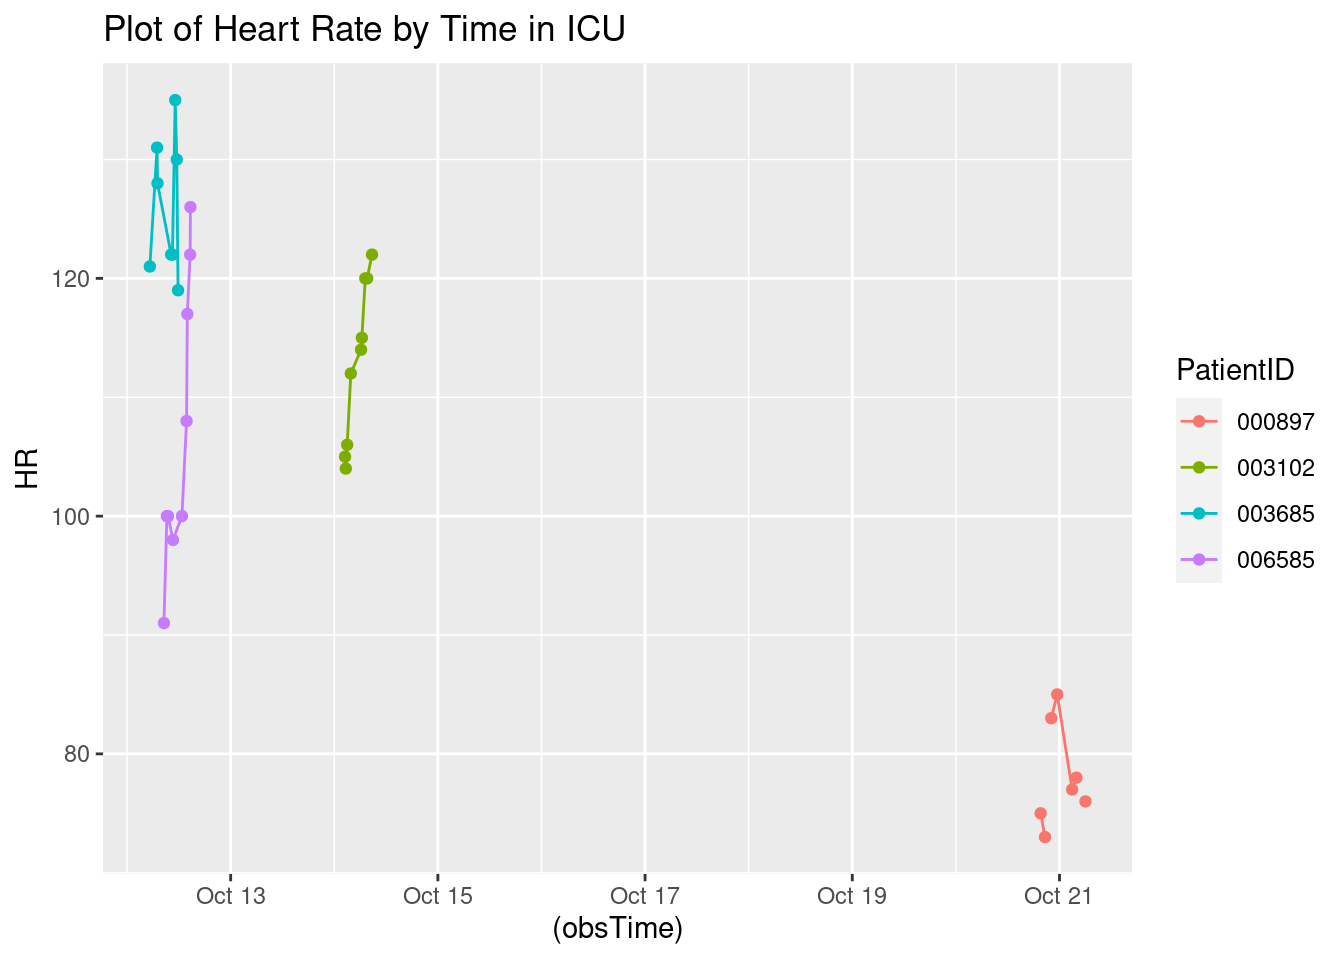 Plot of Heart Rate by Time in ICU
HR
120
100
80
Oct 13
Oct 15
Oct 17
Oct 19
Oct 21
(obsTime)
PatientID
000897
003102
003685
006585